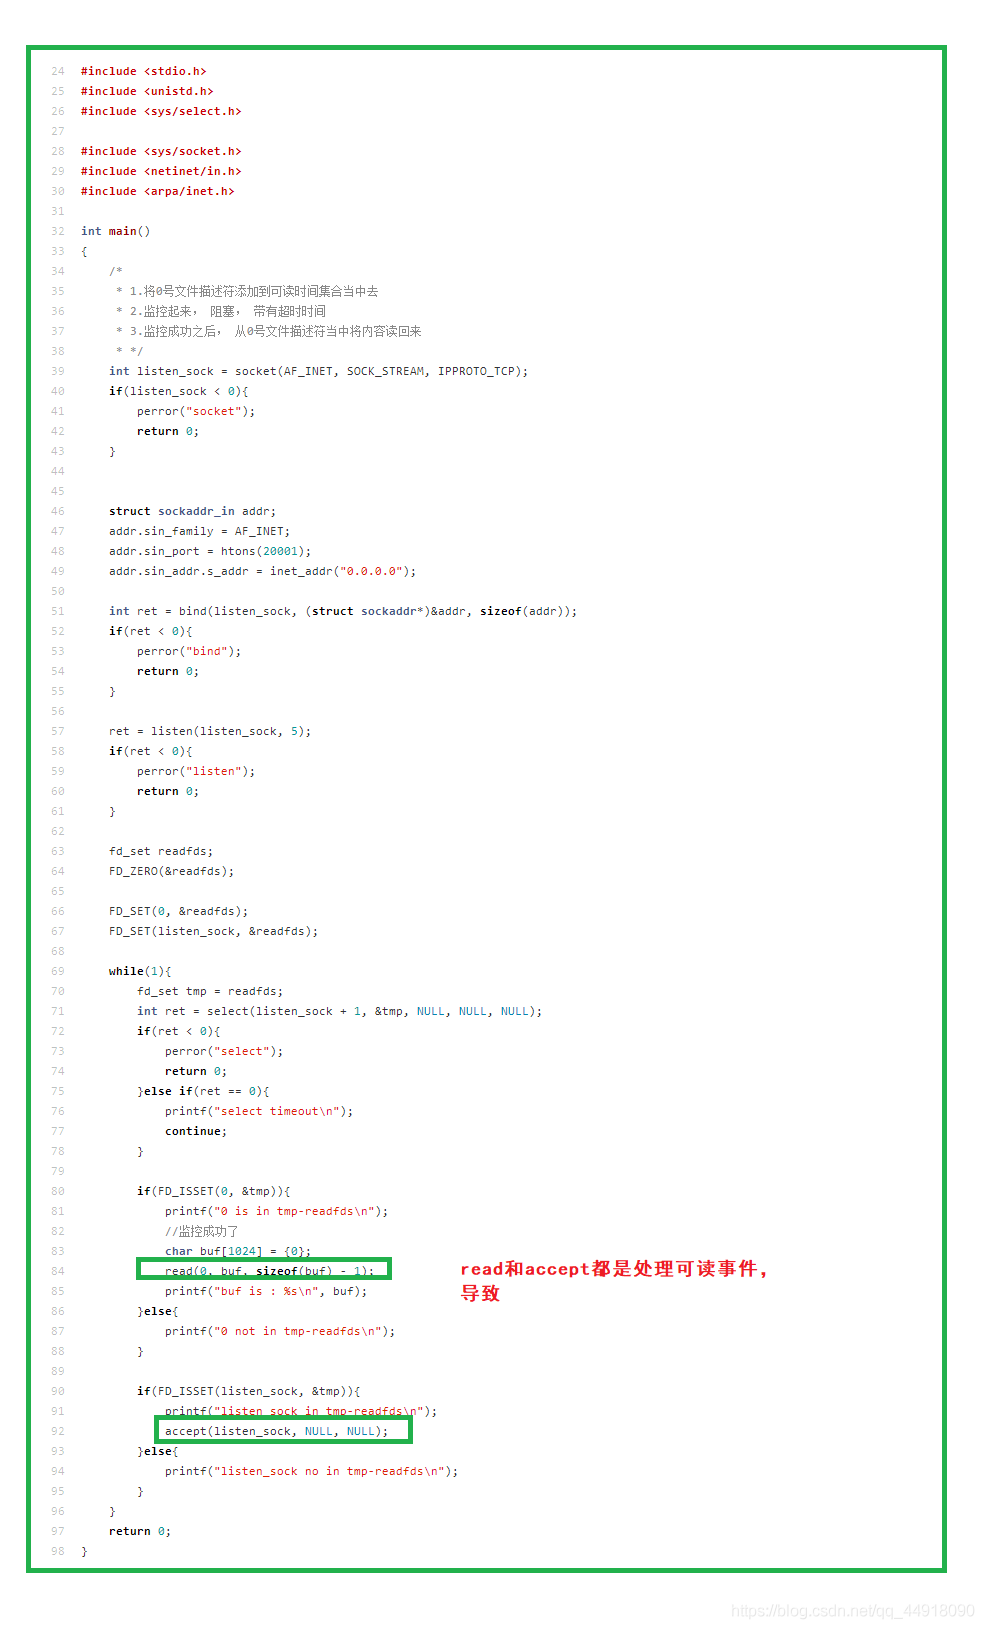 24 #include <stdio.h>
25 #include <unistd.h>
26 #include <sys/select.h>
27
28 #include <sys/socket.h>
29 #include <netinet/in.h>
30 #include <arpa/inet.h>
31
32 int main()
33 {
34     /*
35      * 1.将0号文件描述符添加到可读时间集合当中去
36      * 2.监控起来， 阻塞， 带有超时时间
37      * 3.监控成功之后， 从0号文件描述符当中将内容读回来
38      * */
39     int listen_sock = socket(AF_INET, SOCK_STREAM, IPPROTO_TCP);
40     if(listen_sock < 0){
41         perror("socket");
42         return 0;
43     }
44
45
46     struct sockaddr_in addr;
47     addr.sin_family = AF_INET;
48     addr.sin_port = htons(20001);
49     addr.sin_addr.s_addr = inet_addr("0.0.0.0");
50
51     int ret = bind(listen_sock, (struct sockaddr*)&addr, sizeof(addr));
52     if(ret < 0){
53         perror("bind");
54         return 0;
55     }
56
57     ret = listen(listen_sock, 5);
58     if(ret < 0){
59         perror("listen");
60         return 0;
61     }
62
63     fd_set readfds;
64     FD_ZERO(&readfds);
65
66     FD_SET(0, &readfds);
67     FD_SET(listen_sock, &readfds);
68
69     while(1){
70         fd_set tmp = readfds;
71         int ret = select(listen_sock + 1, &tmp, NULL, NULL, NULL);
72         if(ret < 0){
73             perror("select");
74             return 0;
75         }else if(ret == 0){
76             printf("select timeout\n");
77             continue;
78         }
79
80         if(FD_ISSET(0, &tmp)){
81             printf("0 is in tmp-readfds\n");
82             //监控成功了
83             char buf[1024] = {0};
84             read(0, buf, sizeof(buf) - 1);
read和accept都是处理可读事件，
导致
85             printf("buf is : %s\n", buf);
86         }else{
87             printf("0 not in tmp-readfds\n");
88         }
89
90         if(FD_ISSET(listen_sock, &tmp)){
91             printf("listen_sock in tmp-readfds\n");
92             accept(listen_sock, NULL, NULL);
93         }else{
94             printf("listen_sock no in tmp-readfds\n");
95         }
96     }
97     return 0;
98 }
https://blog.csdn.net/qq_44918090